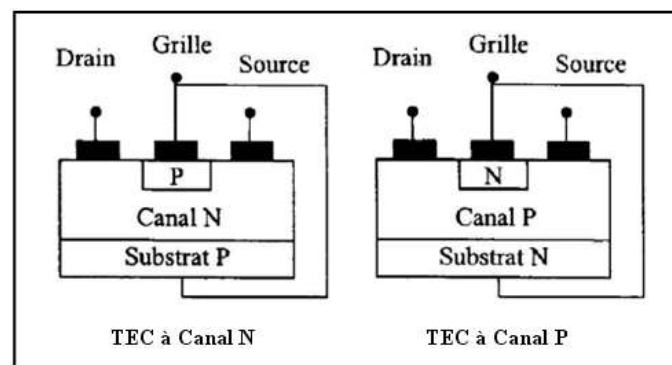 Drain Grille Source
P
Canal N
Substrat P
TEC à Canal N
Drain Grille Source
N
Canal P
Substrat N
TEC à Canal P